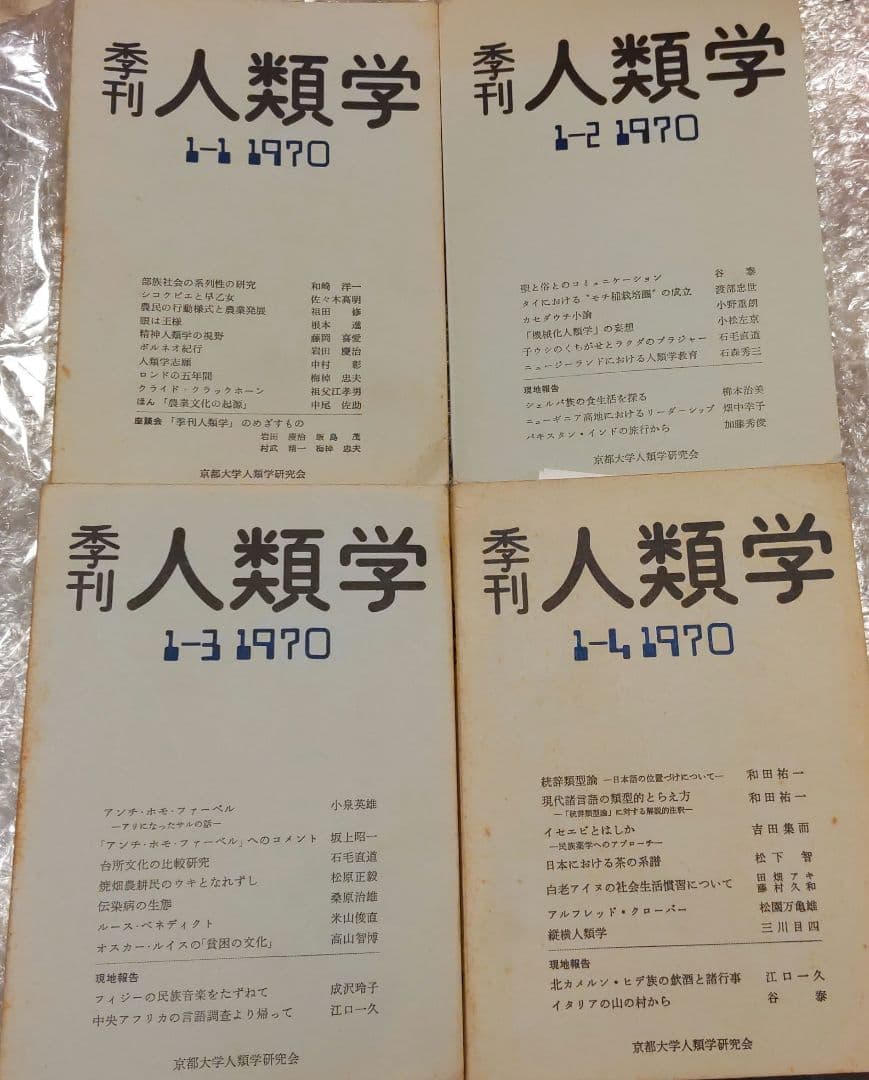 季刊 人類学
1-1 1970
部族社会の系列性の研究 和崎 洋一
シコクビエと早乙女 佐々木高明
農民の行動様式と農業発展 祖田 修
眼は王様 根本 進
精神人類学の視野 藤岡 喜愛
ボルネオ紀行 岩田 慶治
人類学志願 中村 彰
ロンドの五年間 梅棹 忠夫
クライド・クラックホーン 祖父江孝男
ほん「農業文化の起源」 中尾 佐助
座談会 「季刊人類学」のめざすもの
岩田 慶治 飯島 茂
村武 精一 梅棹 忠夫
京都大学人類学研究会
季刊 人類学
1-2 1970
聖と俗とのコミュニケーション 谷 泰
タイにおける"モチ稲栽培圏"の成立 渡部忠世
カセダウチ小論 小野重朗
「機械化人類学」の妄想 小松左京
子ウシのくちがせとラクダのブラジャー 石毛直道
ニュージーランドにおける人類学教育 石森秀三
現地報告
シェルパ族の食生活を探る 柳本治美
ニューギニア高地におけるリーダーシップ 畑中幸子
パキスタン・インドの旅行から 加藤秀俊
京都大学人類学研究会
季刊 人類学
1-3 1970
アンチ・ホモ・ファーベル 小泉英雄
—アリになったサルの話—
「アンチ・ホモ・ファーベル」へのコメント 坂上昭一
台所文化の比較研究 石毛直道
焼畑農耕民のウキとなれずし 松原正毅
伝染病の生態 桑原治雄
ルース・ベネディクト 米山俊直
オスカー・ルイスの「貧困の文化」 高山智博
現地報告
フィジーの民族音楽をたずねて 成沢玲子
中央アフリカの言語調査より帰って 江口一久
京都大学人類学研究会
季刊 人類学
1-4 1970
統辞類型論 —日本語の位置づけについて— 和田祐一
現代諸言語の類型的とらえ方 和田祐一
—「統辞類型論」に対する解説的注釈—
イセエビとはしか 吉田集而
—民族薬学へのアプローチ—
日本における茶の系譜 松下 智
白老アイヌの社会生活慣習について 田畑アキ 藤村久和
アルフレッド・クローバー 松園万亀雄
縦横人類学 三川目四
現地報告
北カメルン・ヒデ族の飲酒と諸行事 江口一久
イタリアの山の村から 谷 泰
京都大学人類学研究会